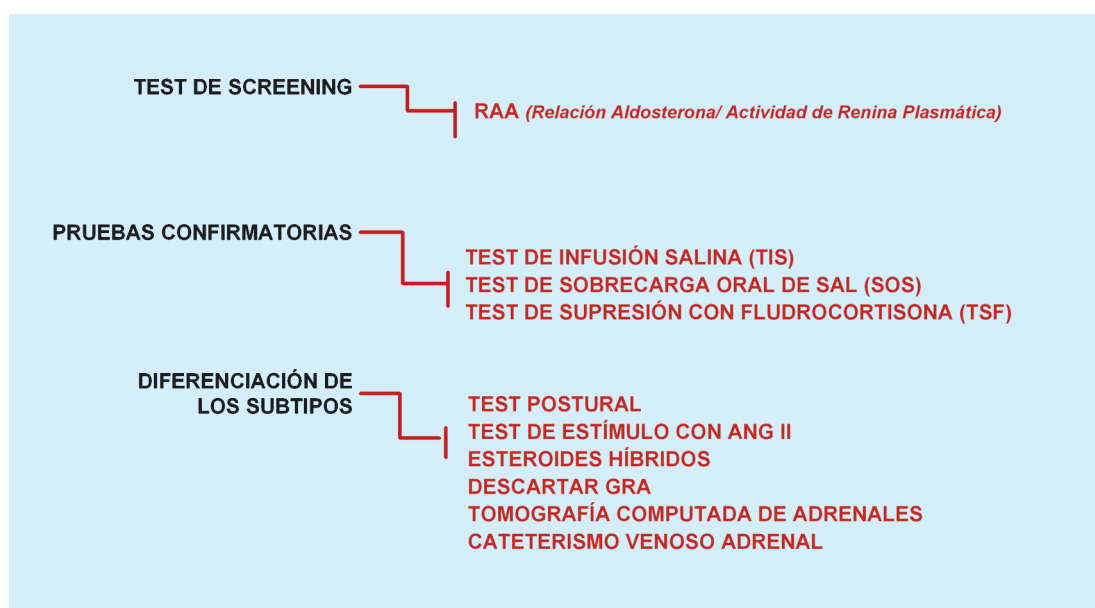 TEST DE SCREENING
RAA (Relación Aldosterona/ Actividad de Renina Plasmática)
PRUEBAS CONFIRMATORIAS
TEST DE INFUSIÓN SALINA (TIS)
TEST DE SOBRECARGA ORAL DE SAL (SOS)
TEST DE SUPRESIÓN CON FLUDROCORTISONA (TSF)
DIFERENCIACIÓN DE
LOS SUBTIPOS
TEST POSTURAL
TEST DE ESTÍMULO CON ANG II
ESTEROIDES HÍBRIDOS
DESCARTAR GRA
TOMOGRAFÍA COMPUTADA DE ADRENALES
CATETERISMO VENOSO ADRENAL